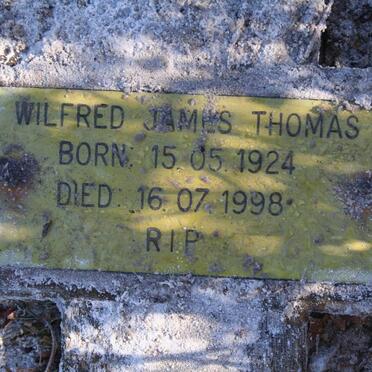 WILFRED JAMES THOMAS
BORN: 15.05.1924
DIED: 16.07.1998
R I P